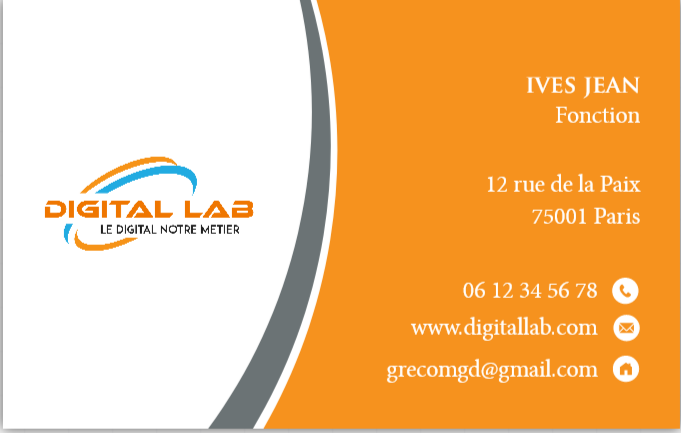 DIGITAL LAB
LE DIGITAL NOTRE METIER
IVES JEAN
Fonction
12 rue de la Paix
75001 Paris
06 12 34 56 78
www.digitallab.com
grecomgd@gmail.com